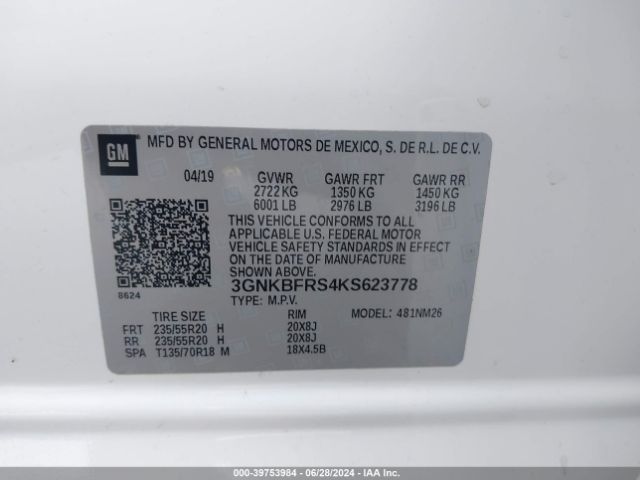 GM
MFD BY GENERAL MOTORS DE MEXICO, S. DE R.L. DE C.V.
04/19 GVWR GAWR FRT GAWR RR
2722 KG 1350 KG 1450 KG
6001 LB 2976 LB 3196 LB
THIS VEHICLE CONFORMS TO ALL
APPLICABLE U.S. FEDERAL MOTOR
VEHICLE SAFETY STANDARDS IN EFFECT
ON THE DATE OF MANUFACTURE
SHOWN ABOVE.
8624
3GNKBFRS4KS623778
TYPE: M.P.V.
TIRE SIZE RIM MODEL: 481NM26
FRT 235/55R20 H 20X8J
RR 235/55R20 H 20X8J
SPA T135/70R18 M 18X4.5B
000-39753984 - 06/28/2024 - IAA Inc.